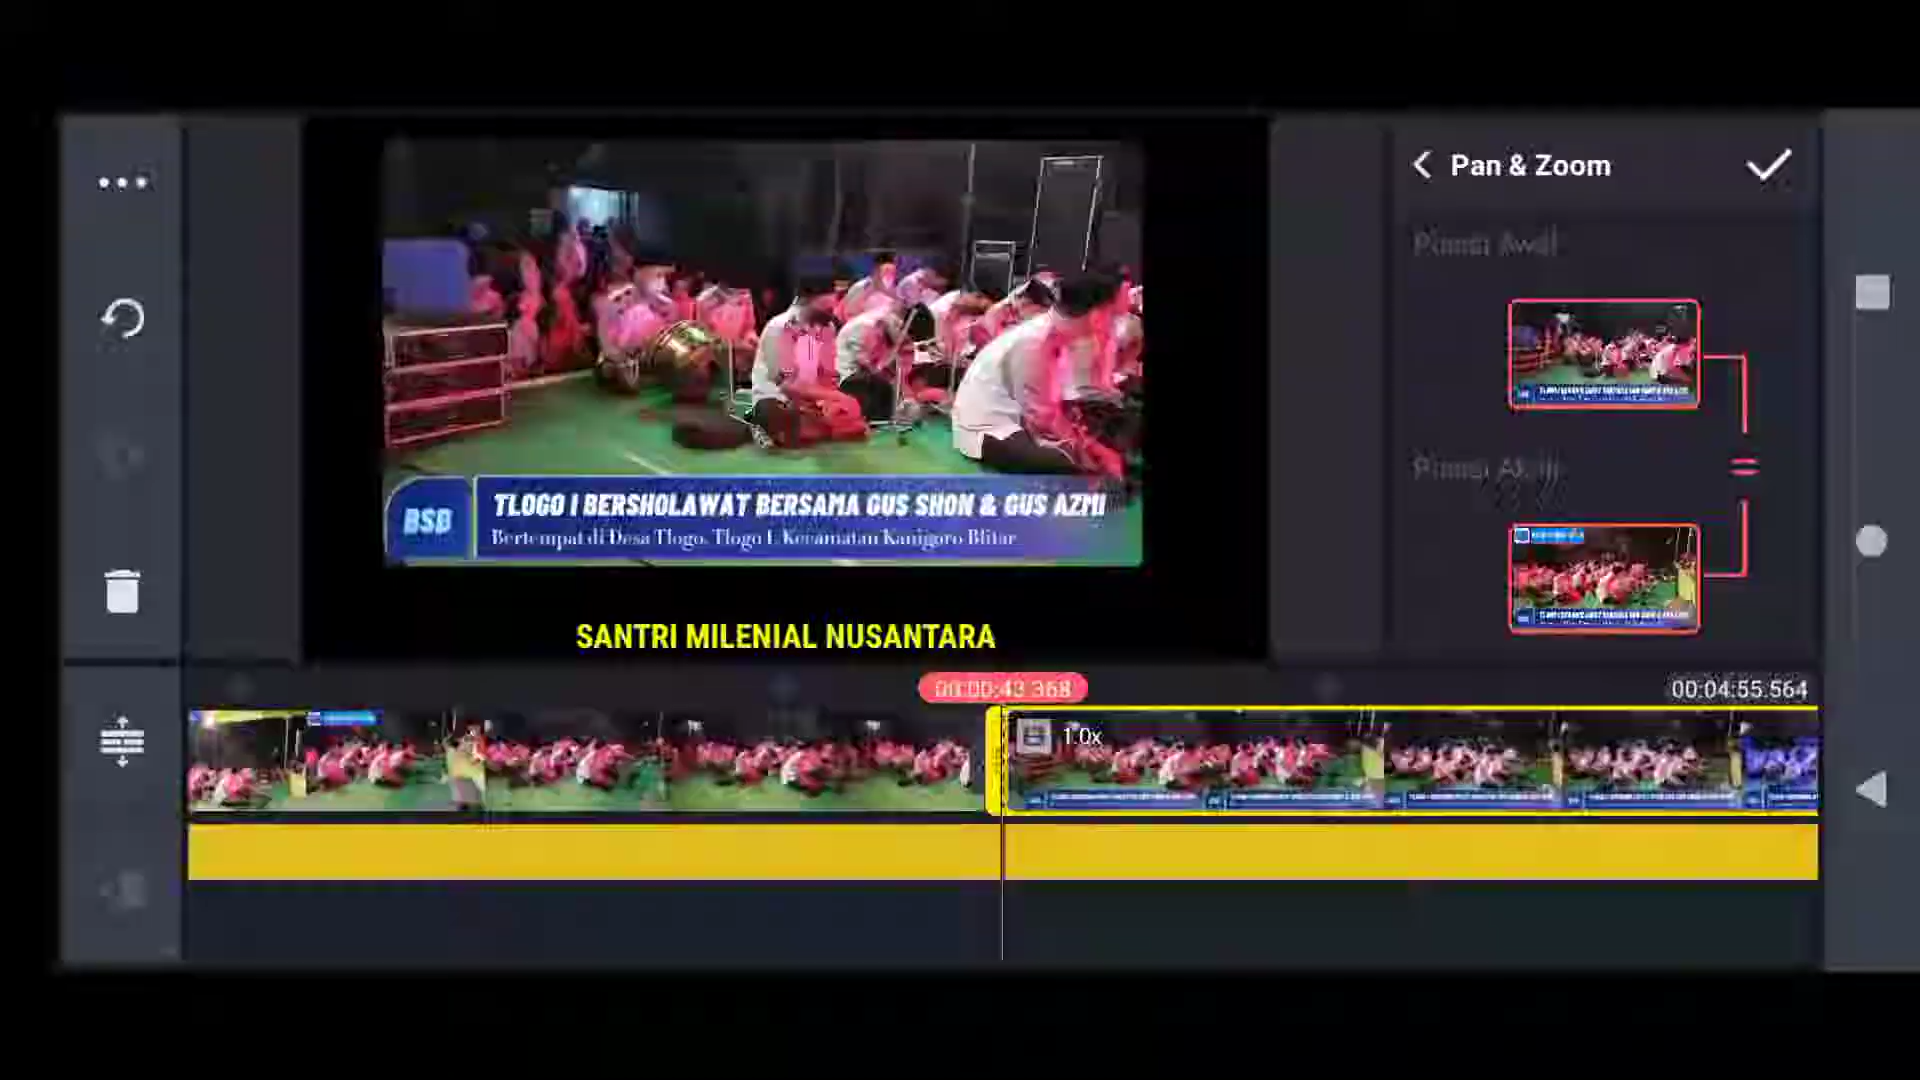 Pan & Zoom
BSB
TLOGO I BERSHOLAWAT BERSAMA GUS SHON & GUS AZMI
Bertempat di Desa Tlogo, Tlogo I, Kecamatan Kanigoro Blitar
SANTRI MILENIAL NUSANTARA
00:00:43.368
00:04:55.564
1.0x